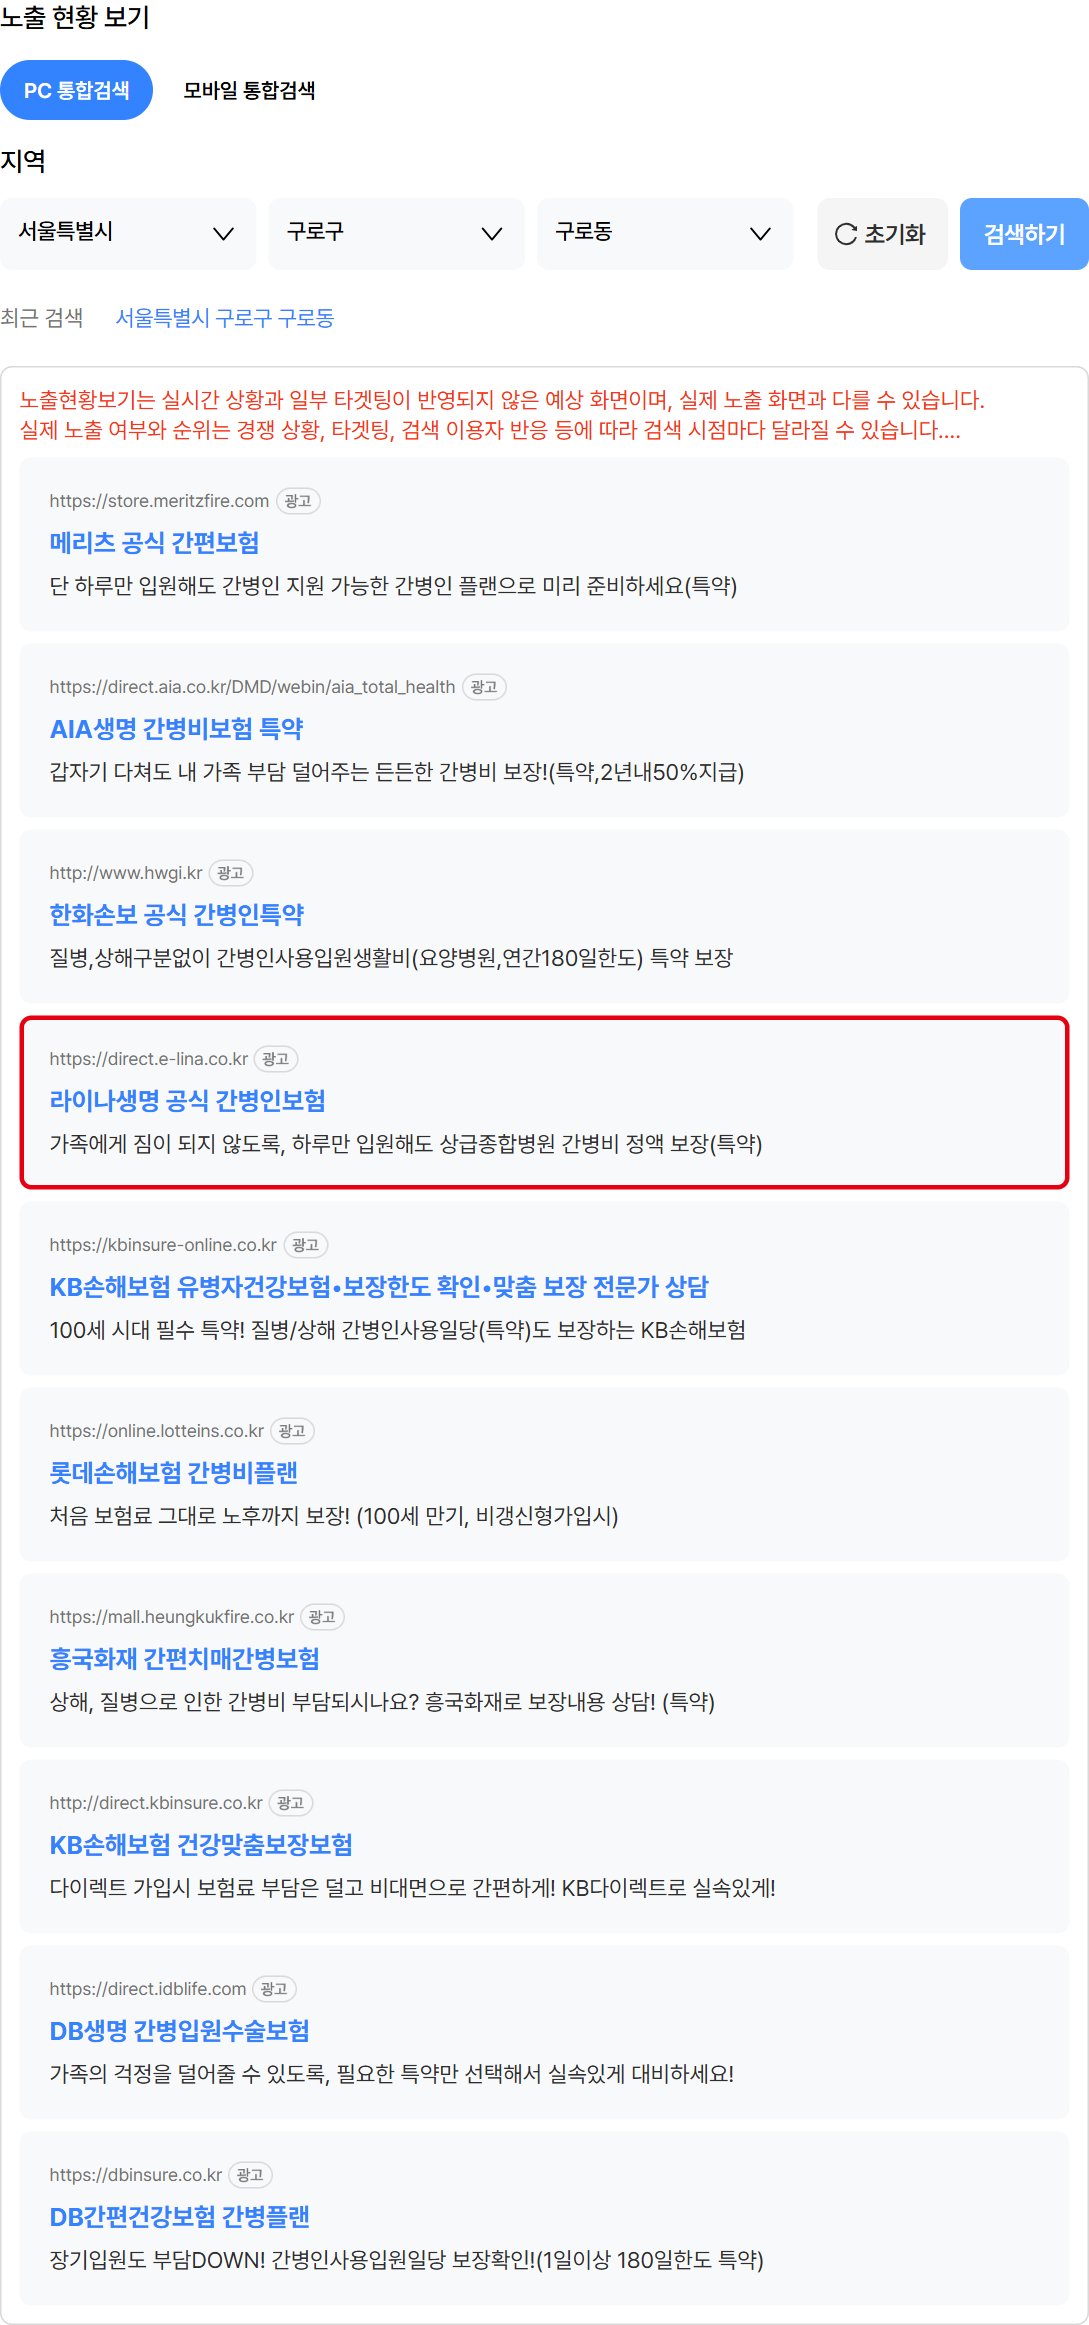 노출 현황 보기
PC 통합검색
모바일 통합검색
지역
서울특별시
구로구
구로동
초기화
검색하기
최근 검색
서울특별시 구로구 구로동
노출현황보기는 실시간 상황과 일부 타겟팅이 반영되지 않은 예상 화면이며, 실제 노출 화면과 다를 수 있습니다.
실제 노출 여부와 순위는 경쟁 상황, 타겟팅, 검색 이용자 반응 등에 따라 검색 시점마다 달라질 수 있습니다....
https://store.meritzfire.com 광고
메리츠 공식 간편보험
단 하루만 입원해도 간병인 지원 가능한 간병인 플랜으로 미리 준비하세요(특약)
https://direct.aia.co.kr/DMD/webin/aia_total_health 광고
AIA생명 간병비보험 특약
갑자기 다쳐도 내 가족 부담 덜어주는 든든한 간병비 보장!(특약,2년내50%지급)
http://www.hwgi.kr 광고
한화손보 공식 간병인특약
질병,상해구분없이 간병인사용입원생활비(요양병원,연간180일한도) 특약 보장
https://direct.e-lina.co.kr 광고
라이나생명 공식 간병인보험
가족에게 짐이 되지 않도록, 하루만 입원해도 상급종합병원 간병비 정액 보장(특약)
https://kbinsure-online.co.kr 광고
KB손해보험 유병자건강보험•보장한도 확인•맞춤 보장 전문가 상담
100세 시대 필수 특약! 질병/상해 간병인사용일당(특약)도 보장하는 KB손해보험
https://online.lotteins.co.kr 광고
롯데손해보험 간병비플랜
처음 보험료 그대로 노후까지 보장! (100세 만기, 비갱신형가입시)
https://mall.heungkukfire.co.kr 광고
흥국화재 간편치매간병보험
상해, 질병으로 인한 간병비 부담되시나요? 흥국화재로 보장내용 상담! (특약)
http://direct.kbinsure.co.kr 광고
KB손해보험 건강맞춤보장보험
다이렉트 가입시 보험료 부담은 덜고 비대면으로 간편하게! KB다이렉트로 실속있게!
https://direct.idblife.com 광고
DB생명 간병입원수술보험
가족의 걱정을 덜어줄 수 있도록, 필요한 특약만 선택해서 실속있게 대비하세요!
https://dbinsure.co.kr 광고
DB간편건강보험 간병플랜
장기입원도 부담DOWN! 간병인사용입원일당 보장확인!(1일이상 180일한도 특약)